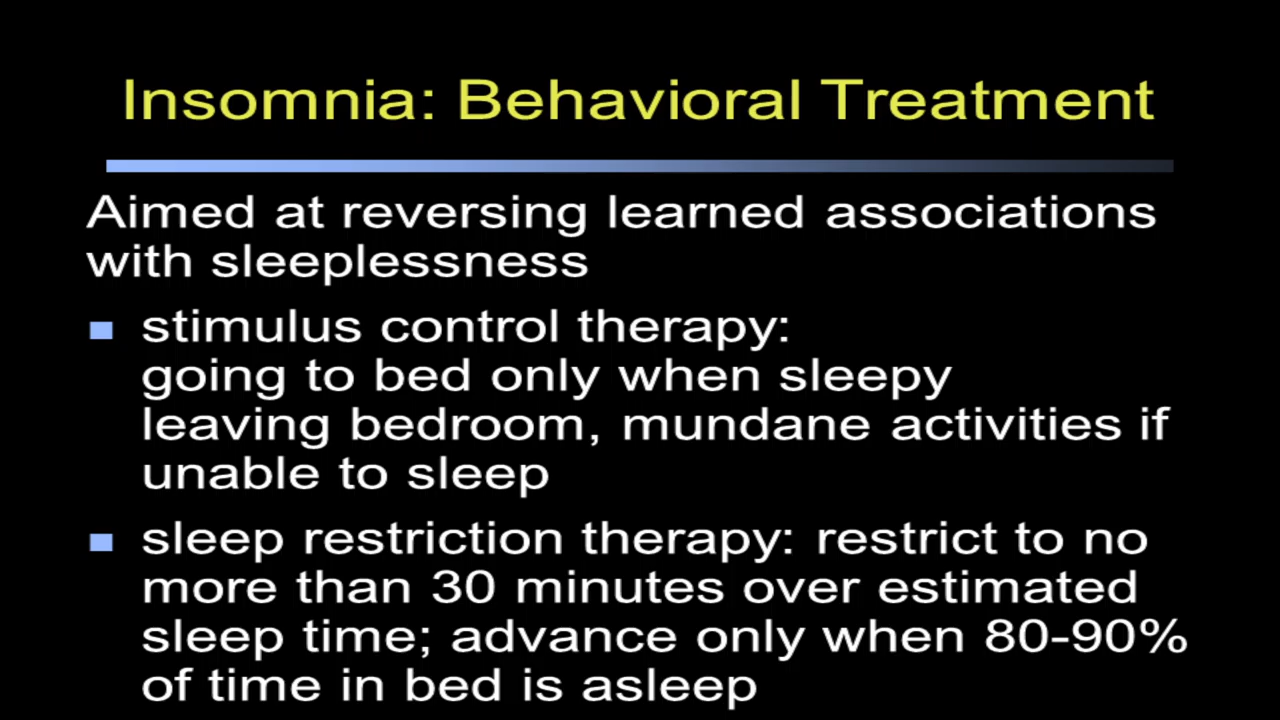 Insomnia: Behavioral Treatment
Aimed at reversing learned associations
with sleeplessness
stimulus control therapy:
going to bed only when sleepy
leaving bedroom, mundane activities if
unable to sleep
sleep restriction therapy: restrict to no
more than 30 minutes over estimated
sleep time; advance only when 80-90%
of time in bed is asleep